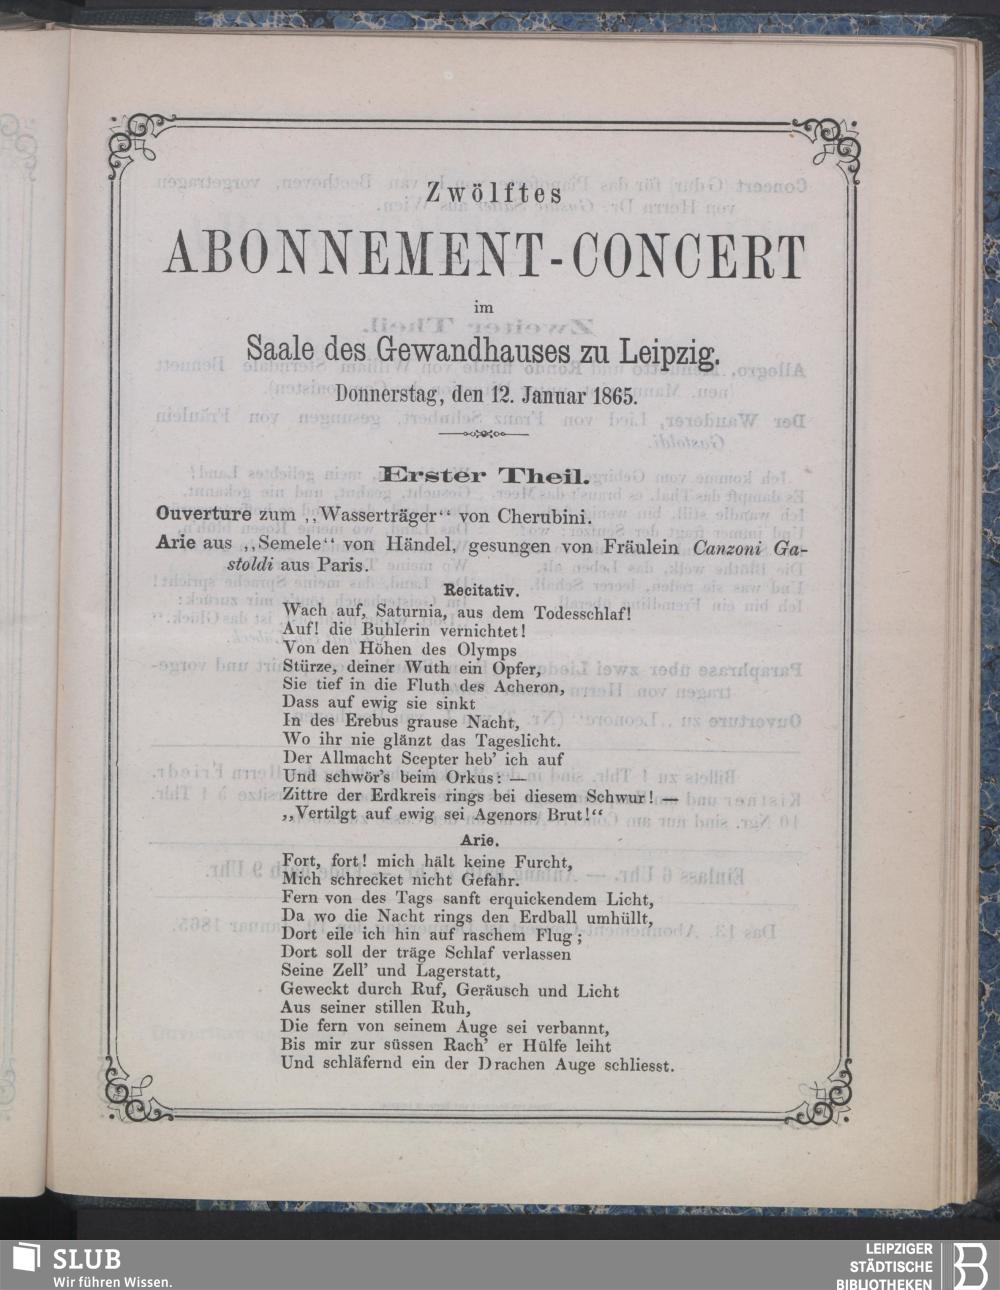 Zwölftes
ABONNEMENT-CONCERT
im
Saale des Gewandhauses zu Leipzig.
Donnerstag, den 12. Januar 1865.
Erster Theil.
Ouverture zum ,,Wasserträger‘‘ von Cherubini.
Arie aus ,,Semele‘‘ von Händel, gesungen von Fräulein Canzoni Ga-
stoldi aus Paris.
Recitativ.
Wach auf, Saturnia, aus dem Todesschlaf!
Auf! die Buhlerin vernichtet!
Von den Höhen des Olymps
Stürze, deiner Wuth ein Opfer,
Sie tief in die Fluth des Acheron,
Dass auf ewig sie sinkt
In des Erebus grause Nacht,
Wo ihr nie glänzt das Tageslicht.
Der Allmacht Scepter heb’ ich auf
Und schwör’s beim Orkus: —
Zittre der Erdkreis rings bei diesem Schwur! —
,,Vertilgt auf ewig sei Agenors Brut!‘‘
Arie.
Fort, fort! mich hält keine Furcht,
Mich schrecket nicht Gefahr.
Fern von des Tags sanft erquickendem Licht,
Da wo die Nacht rings den Erdball umhüllt,
Dort eile ich hin auf raschem Flug;
Dort soll der träge Schlaf verlassen
Seine Zell’ und Lagerstatt,
Geweckt durch Ruf, Geräusch und Licht
Aus seiner stillen Ruh,
Die fern von seinem Auge sei verbannt,
Bis mir zur süssen Rach’ er Hülfe leiht
Und schläfernd ein der Drachen Auge schliesst.
SLUB
Wir führen Wissen.
LEIPZIGER
STÄDTISCHE
BIBLIOTHEKEN